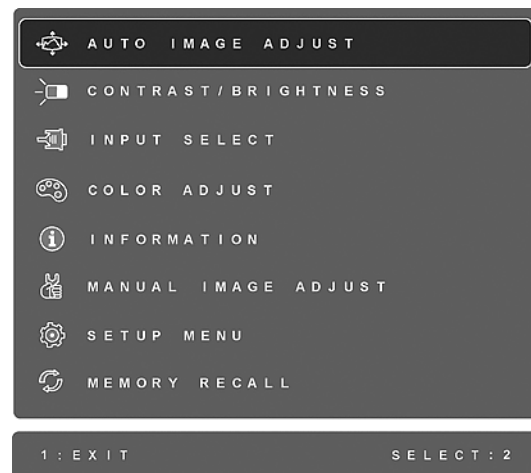 AUTO IMAGE ADJUST
CONTRAST/BRIGHTNESS
INPUT SELECT
COLOR ADJUST
INFORMATION
MANUAL IMAGE ADJUST
SETUP MENU
MEMORY RECALL
1:EXIT SELECT:2